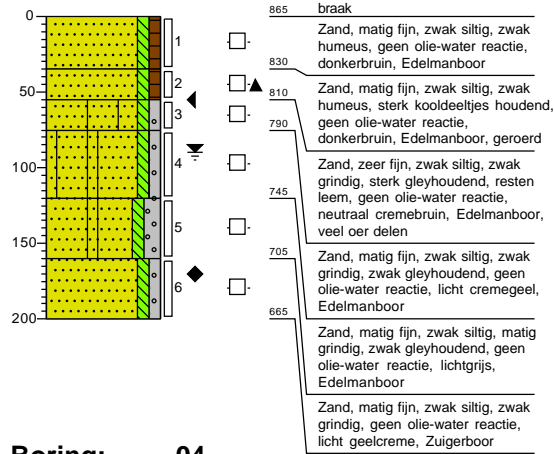 0
50
100
150
200
1
2
3
4
5
6
865 braak
Zand, matig fijn, zwak siltig, zwak
humeus, geen olie-water reactie,
donkerbruin, Edelmanboor
830
Zand, matig fijn, zwak siltig, zwak
humeus, sterk kooldeeltjes houdend,
geen olie-water reactie,
donkerbruin, Edelmanboor, geroerd
810
Zand, zeer fijn, zwak siltig, zwak
grindig, sterk gleyhoudend, resten
leem, geen olie-water reactie,
neutraal cremebruin, Edelmanboor,
veel oer delen
790
Zand, matig fijn, zwak siltig, zwak
grindig, zwak gleyhoudend, geen
olie-water reactie, licht cremegeel,
Edelmanboor
745
Zand, matig fijn, zwak siltig, matig
grindig, zwak gleyhoudend, geen
olie-water reactie, lichtgrijs,
Edelmanboor
705
Zand, matig fijn, zwak siltig, zwak
grindig, geen olie-water reactie,
licht geelcreme, Zuigerboor
665
Boring: 04